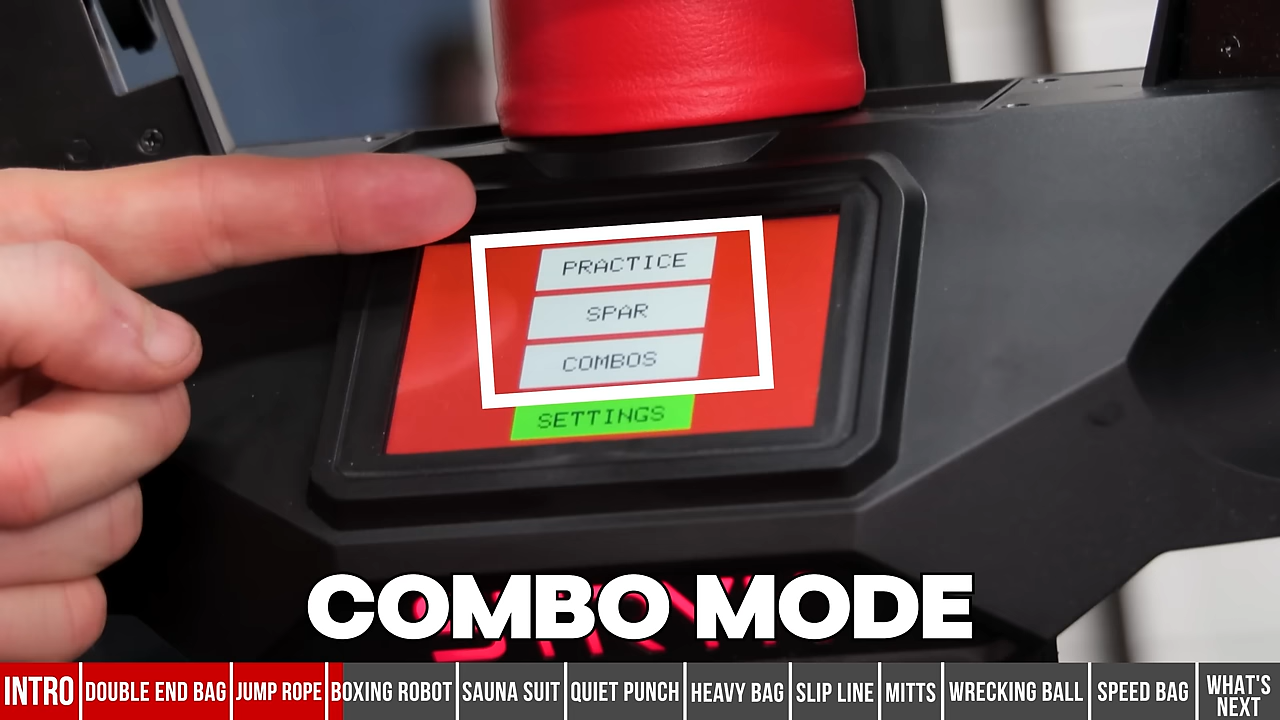 PRACTICE
SPAR
COMBOS
SETTINGS
COMBO MODE
INTRO
DOUBLE END BAG
JUMP ROPE
BOXING ROBOT
SAUNA SUIT
QUIET PUNCH
HEAVY BAG
SLIP LINE
MITTS
WRECKING BALL
SPEED BAG
WHAT'S
NEXT